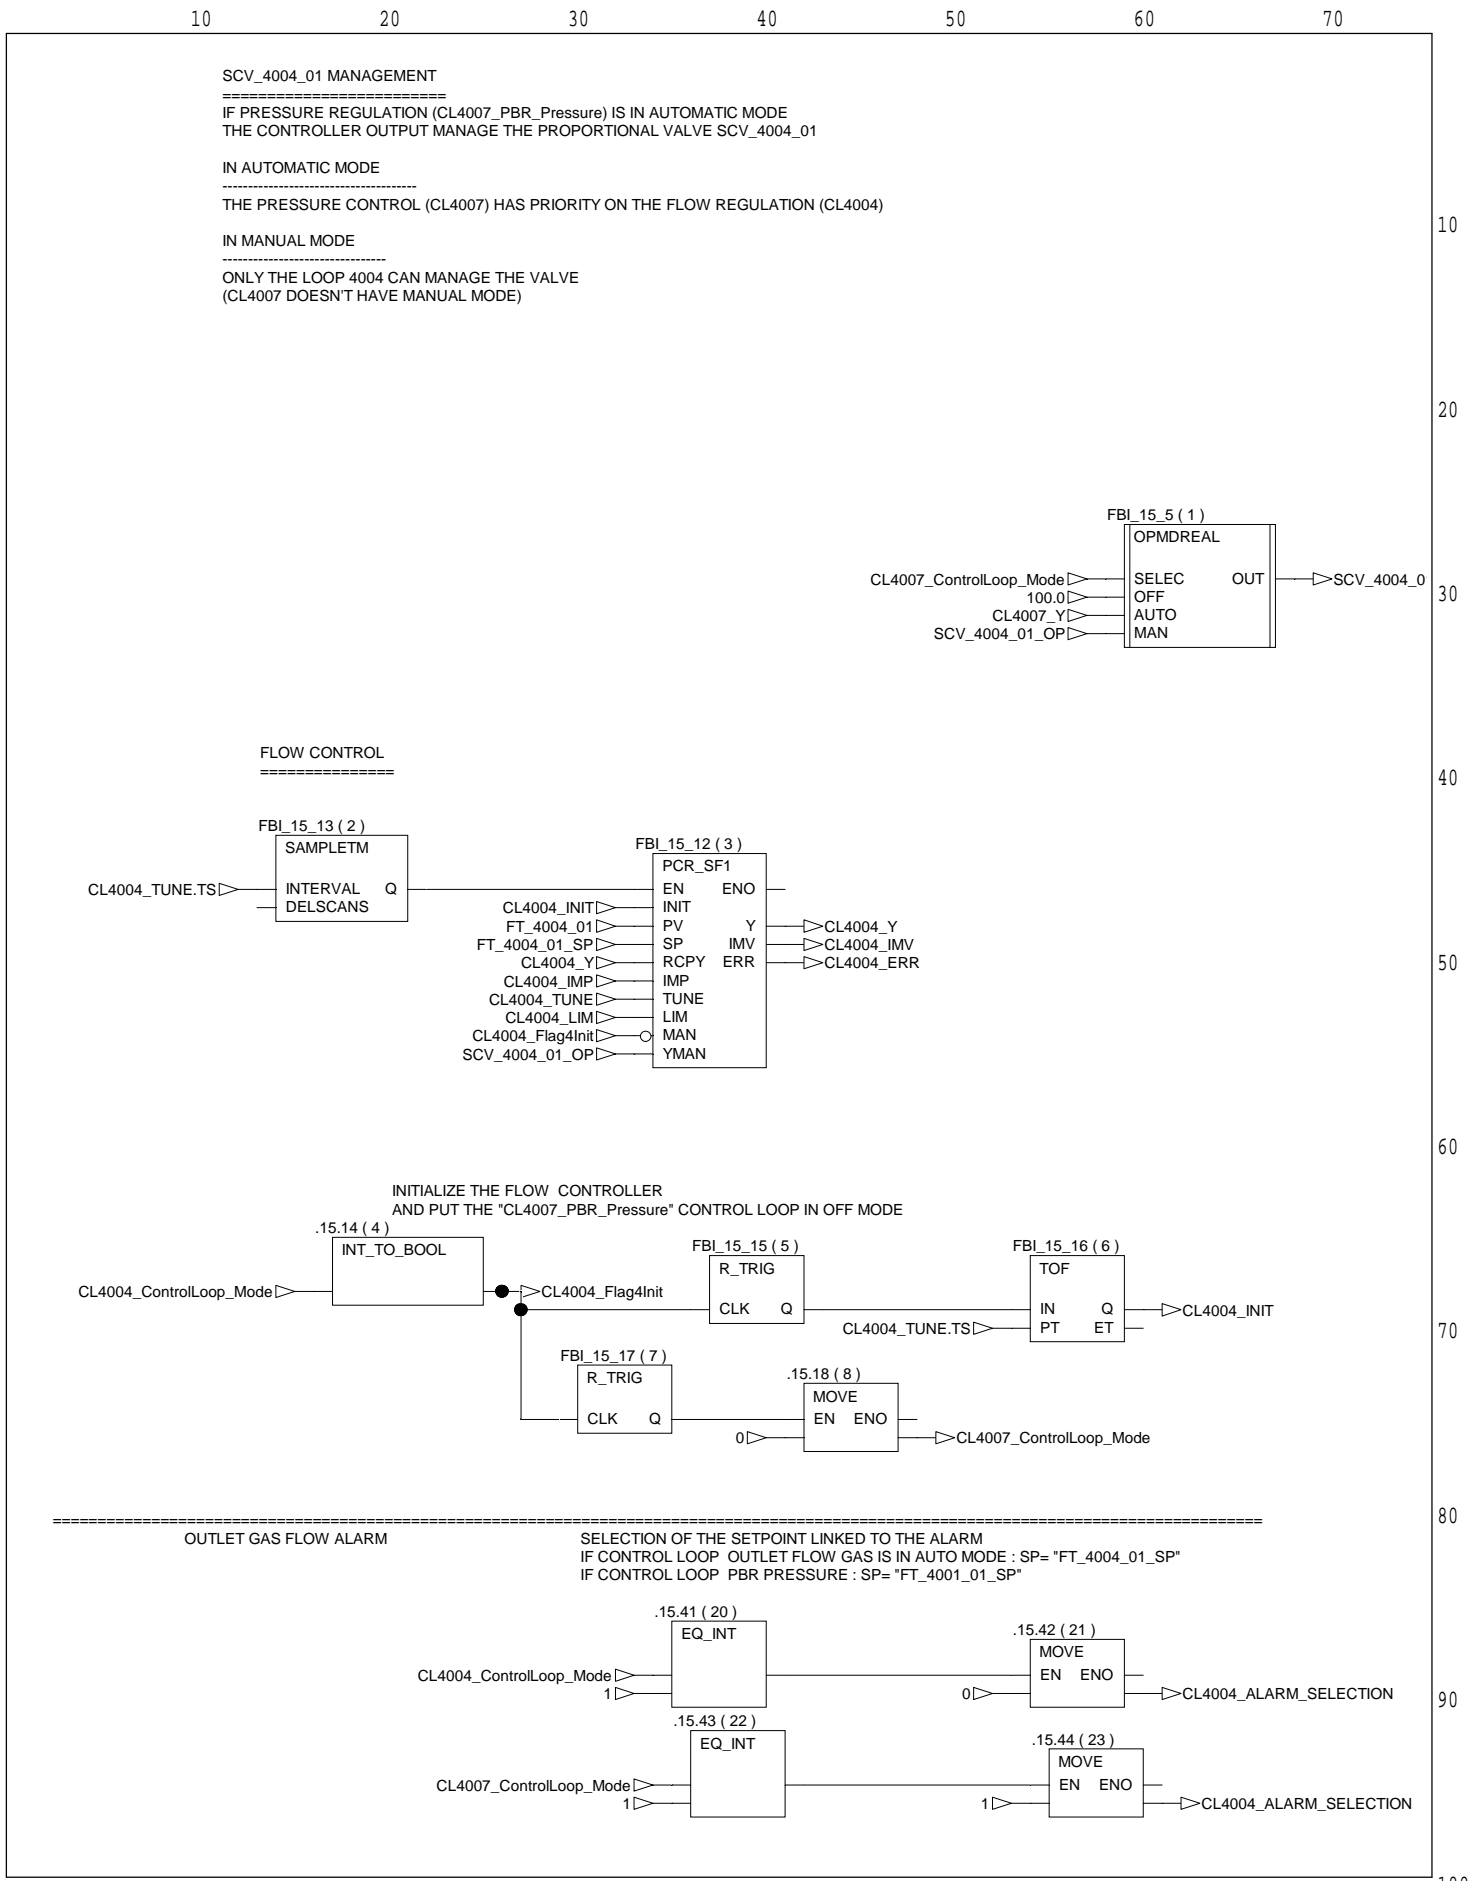 10 20 30 40 50 60 70
SCV_4004_01 MANAGEMENT
=========================
IF PRESSURE REGULATION (CL4007_PBR_Pressure) IS IN AUTOMATIC MODE
THE CONTROLLER OUTPUT MANAGE THE PROPORTIONAL VALVE SCV_4004_01
IN AUTOMATIC MODE
--------------------------------------
THE PRESSURE CONTROL (CL4007) HAS PRIORITY ON THE FLOW REGULATION (CL4004)
10
IN MANUAL MODE
--------------------------------
ONLY THE LOOP 4004 CAN MANAGE THE VALVE
(CL4007 DOESN'T HAVE MANUAL MODE)
20
FBI_15_5 ( 1 )
OPMDREAL
CL4007_ControlLoop_Mode SELEC OUT SCV_4004_0
100.0 OFF 30
CL4007_Y AUTO
SCV_4004_01_OP MAN
FLOW CONTROL
===============
40
FBI_15_13 ( 2 )
SAMPLETM
FBI_15_12 ( 3 )
PCR_SF1
CL4004_TUNE.TS INTERVAL Q EN ENO
DELSCANS CL4004_INIT INIT
FT_4004_01 PV Y CL4004_Y
FT_4004_01_SP SP IMV CL4004_IMV
CL4004_Y RCPY ERR CL4004_ERR 50
CL4004_IMP IMP
CL4004_TUNE TUNE
CL4004_LIM LIM
CL4004_Flag4Init MAN
SCV_4004_01_OP YMAN
60
INITIALIZE THE FLOW  CONTROLLER
AND PUT THE "CL4007_PBR_Pressure" CONTROL LOOP IN OFF MODE
.15.14 ( 4 )
INT_TO_BOOL
FBI_15_15 ( 5 ) FBI_15_16 ( 6 )
R_TRIG TOF
CL4004_ControlLoop_Mode CL4004_Flag4Init
CLK Q IN Q CL4004_INIT
CL4004_TUNE.TS PT ET 70
FBI_15_17 ( 7 )
R_TRIG .15.18 ( 8 )
MOVE
CLK Q EN ENO
0 CL4007_ControlLoop_Mode
80
=======================================================================================================================================
OUTLET GAS FLOW ALARM SELECTION OF THE SETPOINT LINKED TO THE ALARM
IF CONTROL LOOP  OUTLET FLOW GAS IS IN AUTO MODE : SP= "FT_4004_01_SP"
IF CONTROL LOOP  PBR PRESSURE : SP= "FT_4001_01_SP"
.15.41 ( 20 )
EQ_INT .15.42 ( 21 )
MOVE
CL4004_ControlLoop_Mode EN ENO
1 0 CL4004_ALARM_SELECTION 90
.15.43 ( 22 )
EQ_INT .15.44 ( 23 )
MOVE
CL4007_ControlLoop_Mode EN ENO
1 1 CL4004_ALARM_SELECTION